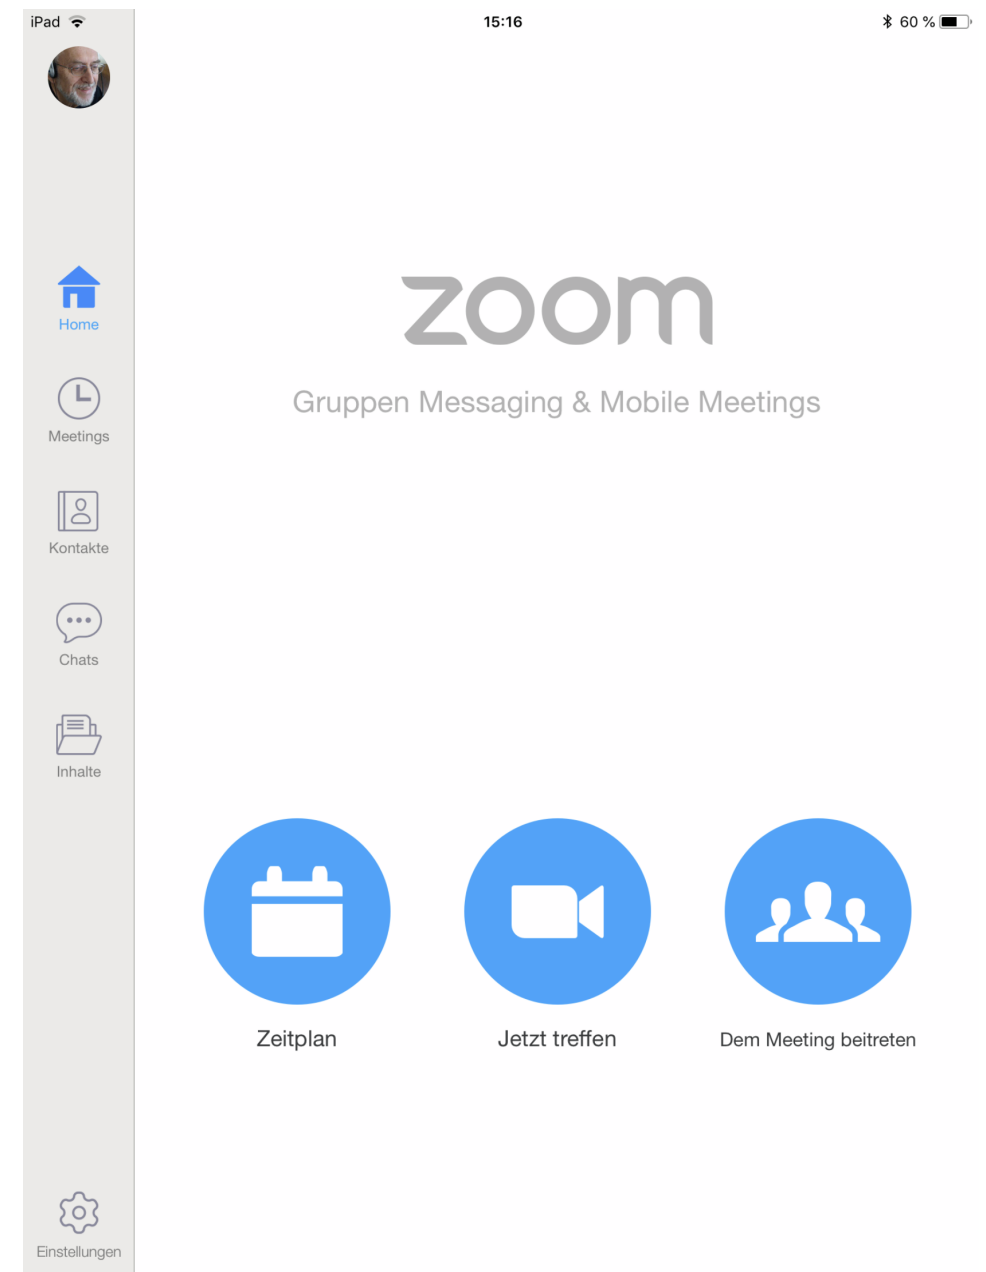 iPad 15:16 60 %
zoom
Gruppen Messaging & Mobile Meetings
Home
Meetings
Kontakte
Chats
Inhalte
Zeitplan
Jetzt treffen
Dem Meeting beitreten
Einstellungen